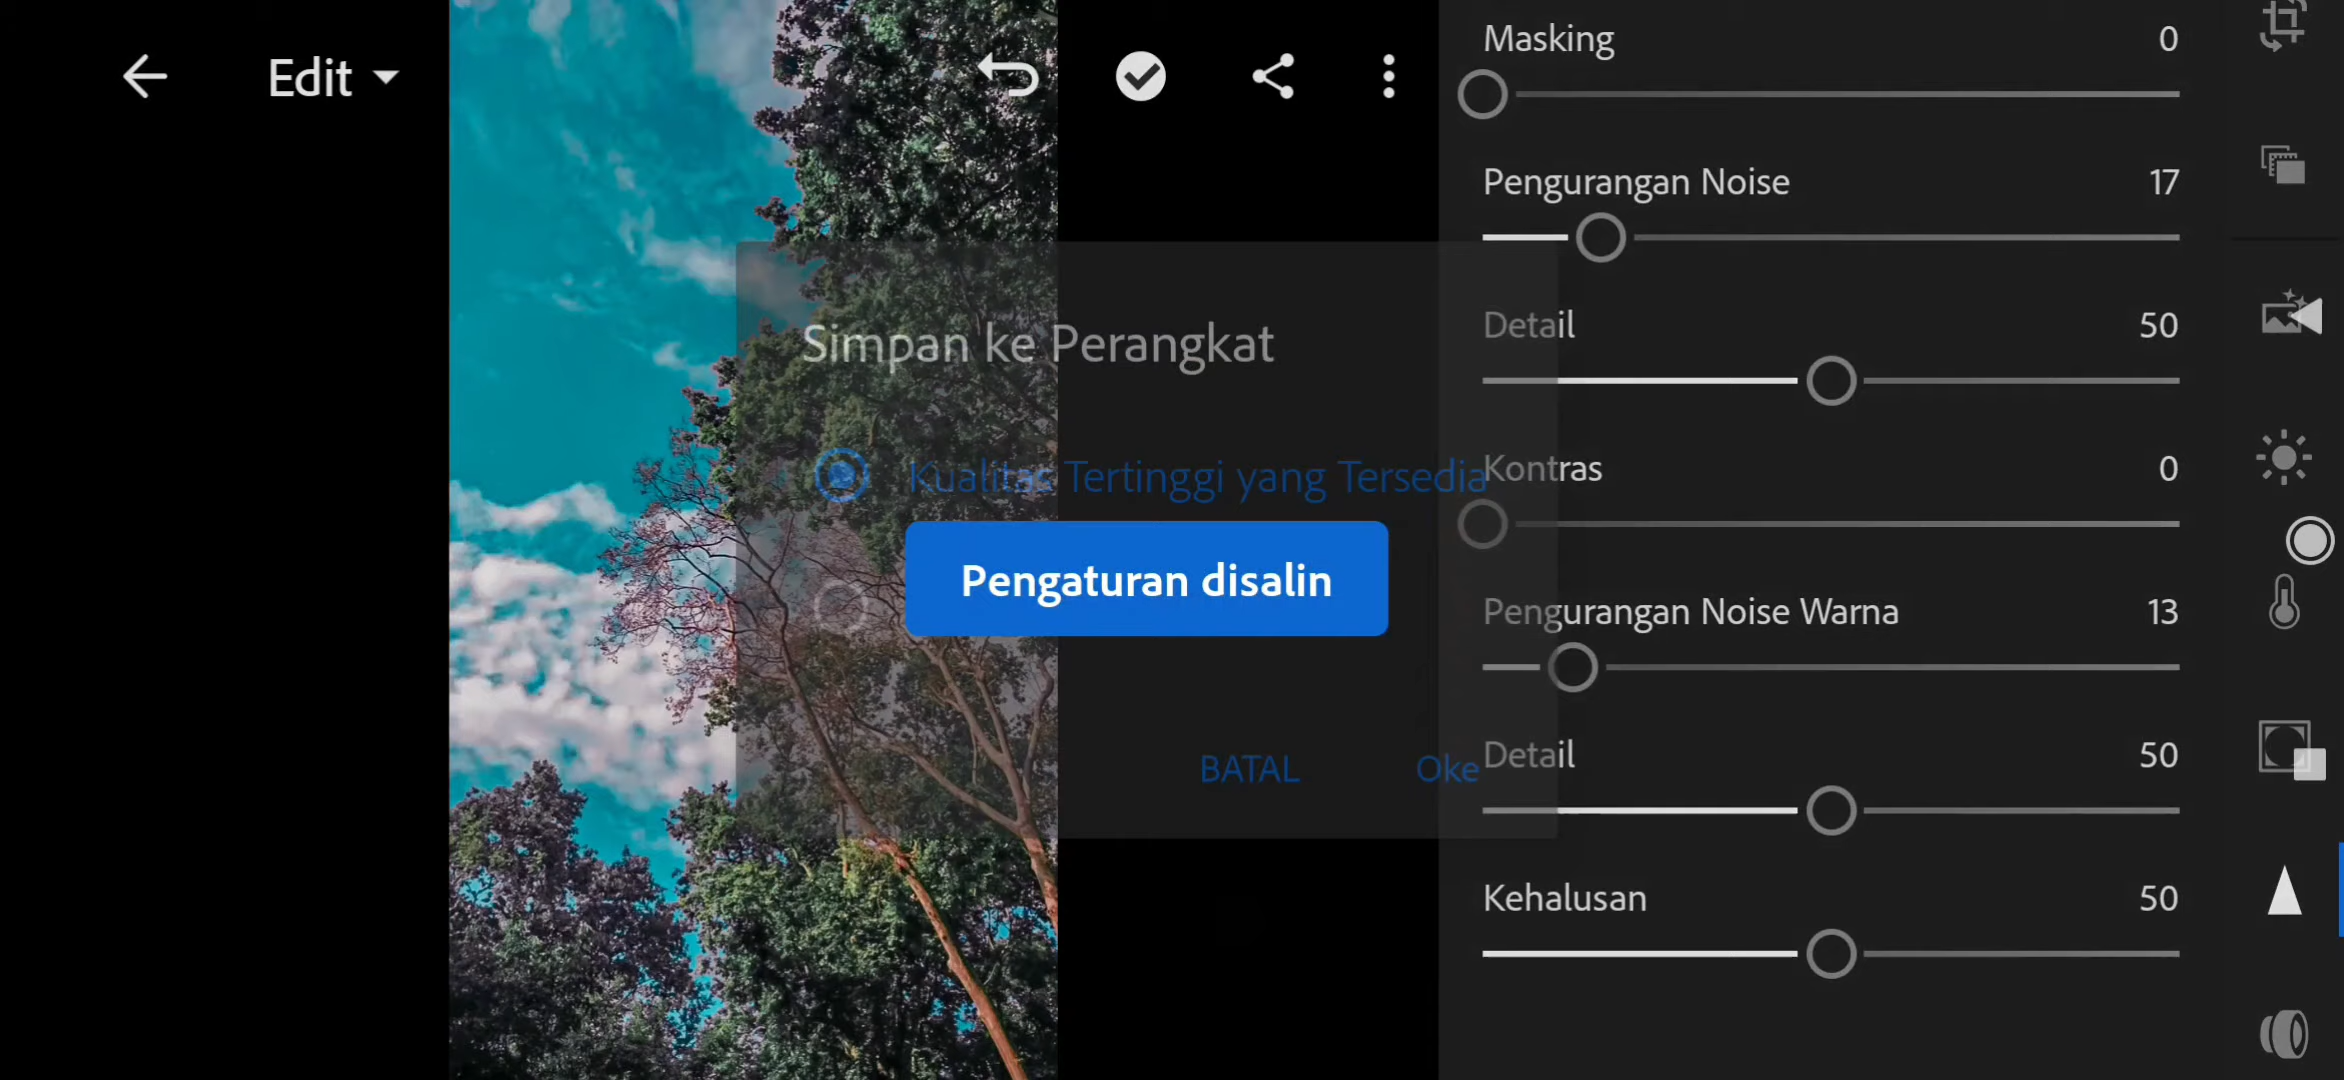 Edit
Masking 0
Pengurangan Noise 17
Detail 50
Kontras 0
Pengurangan Noise Warna 13
Detail 50
Kehalusan 50
Simpan ke Perangkat
Kualitas Tertinggi yang Tersedia
Pengaturan disalin
BATAL Oke